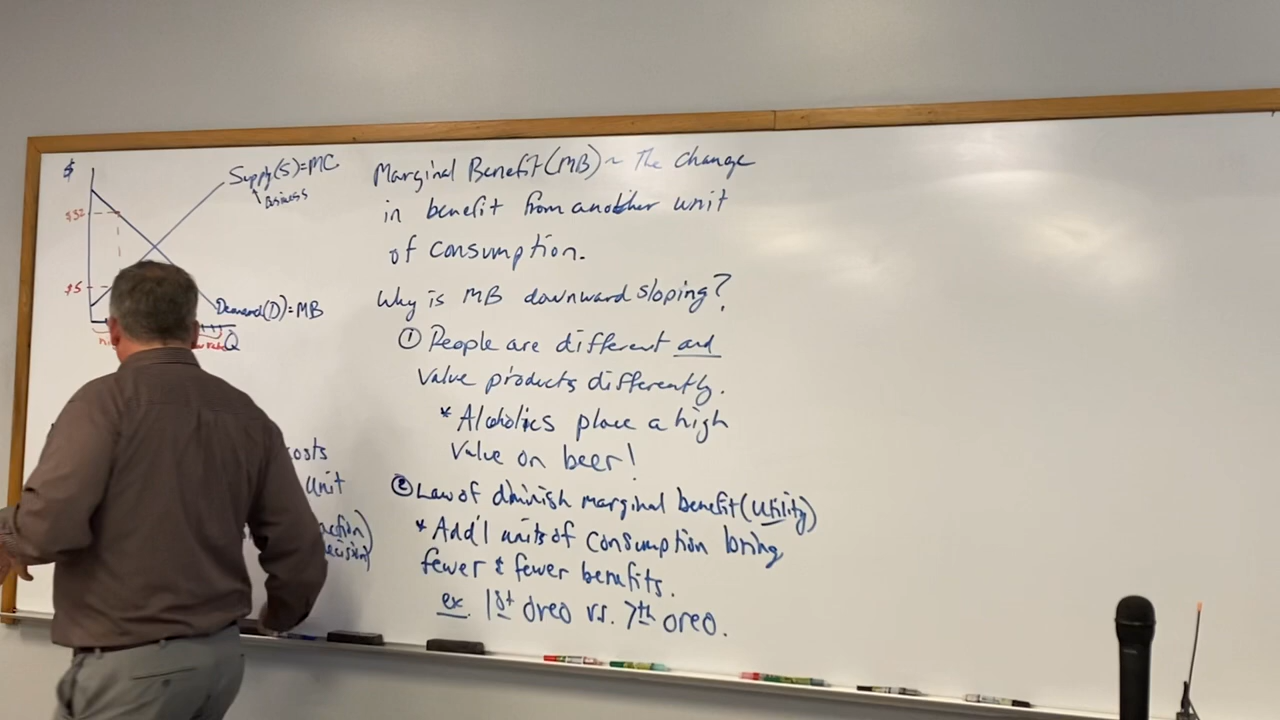 $
Supply(S)=MC
Business
$52
$5
Demand(D)=MB
Q
osts
unit
action)
ecision)
Marginal Benefit(MB)~ The change
in benefit from another unit
of consumption.
Why is MB downward sloping?
① People are different and
value products differently.
* Alcoholics place a high
value on beer!
② Law of diminish marginal benefit(utility)
* Add'l units of consumption bring
fewer & fewer benefits.
ex. 1st oreo vs. 7th oreo.